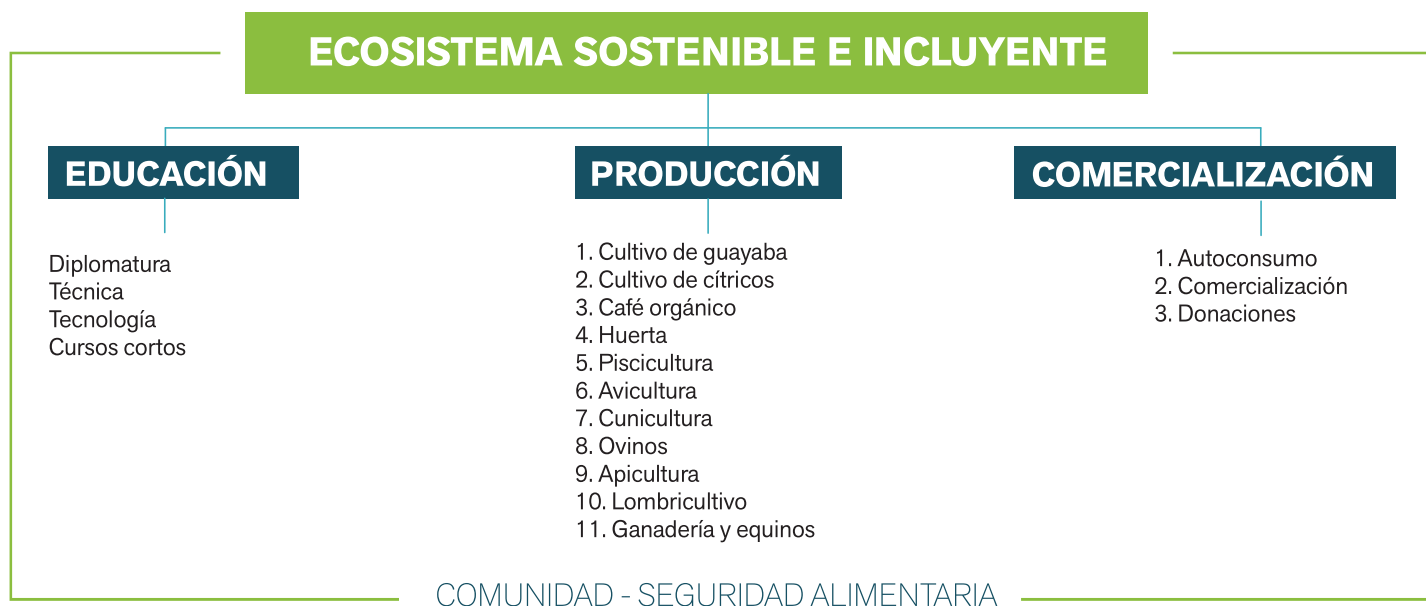 ECOSISTEMA SOSTENIBLE E INCLUYENTE
EDUCACIÓN
Diplomatura
Técnica
Tecnología
Cursos cortos
PRODUCCIÓN
1. Cultivo de guayaba
2. Cultivo de cítricos
3. Café orgánico
4. Huerta
5. Piscicultura
6. Avicultura
7. Cunicultura
8. Ovinos
9. Apicultura
10. Lombricultivo
11. Ganadería y equinos
COMERCIALIZACIÓN
1. Autoconsumo
2. Comercialización
3. Donaciones
COMUNIDAD - SEGURIDAD ALIMENTARIA